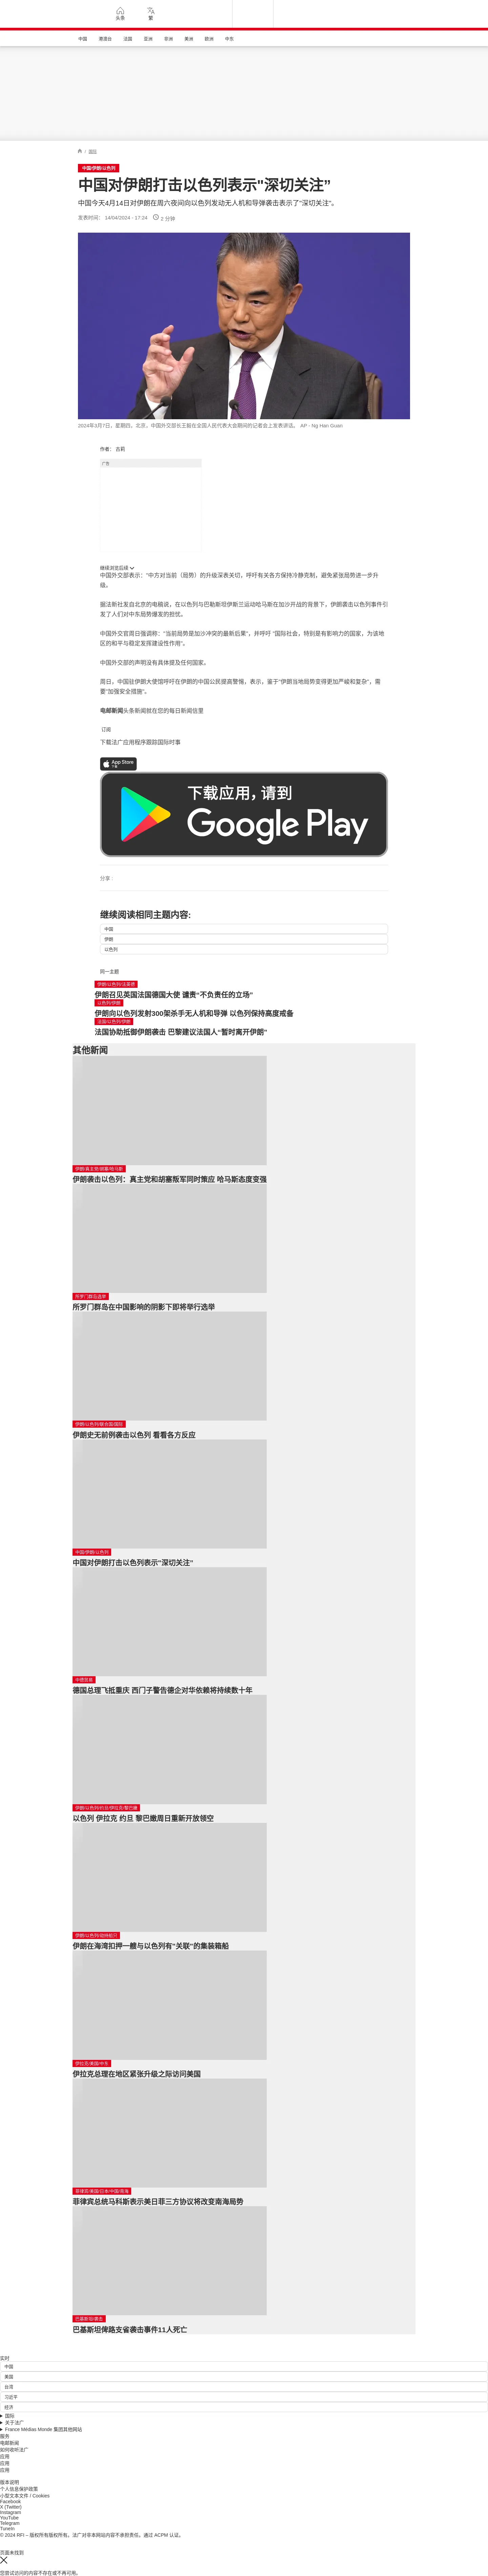 头条
繁
中国
港澳台
法国
亚洲
非洲
美洲
欧洲
中东
/ 国际
中国/伊朗/以色列
中国对伊朗打击以色列表示"深切关注”
中国今天4月14日对伊朗在周六夜间向以色列发动无人机和导弹袭击表示了"深切关注"。
发表时间： 14/04/2024 - 17:24
2 分钟
2024年3月7日，星期四，北京，中国外交部长王毅在全国人民代表大会期间的记者会上发表讲话。 AP - Ng Han Guan
作者： 古莉
广告
继续浏览后续
中国外交部表示："中方对当前（局势）的升级深表关切，呼吁有关各方保持冷静克制，避免紧张局势进一步升级。
据法新社发自北京的电稿说，在以色列与巴勒斯坦伊斯兰运动哈马斯在加沙开战的背景下，伊朗袭击以色列事件引发了人们对中东局势爆发的担忧。
中国外交官周日强调称："当前局势是加沙冲突的最新后果"，并呼吁 "国际社会，特别是有影响力的国家，为该地区的和平与稳定发挥建设性作用"。
中国外交部的声明没有具体提及任何国家。
周日，中国驻伊朗大使馆呼吁在伊朗的中国公民提高警惕，表示，鉴于"伊朗当地局势变得更加严峻和复杂"，需要"加强安全措施"。
电邮新闻头条新闻就在您的每日新闻信里
订阅
下载法广应用程序跟踪国际时事
App Store
下载应用，请到
Google Play
分享 :
继续阅读相同主题内容:
中国
伊朗
以色列
同一主题
伊朗/以色列/法英德
伊朗召见英国法国德国大使 谴责"不负责任的立场"
以色列/伊朗
伊朗向以色列发射300架杀手无人机和导弹 以色列保持高度戒备
法国/以色列/伊朗
法国协助抵御伊朗袭击 巴黎建议法国人"暂时离开伊朗"
其他新闻
伊朗/真主党/胡塞/哈马斯
伊朗袭击以色列：真主党和胡塞叛军同时策应 哈马斯态度变强
所罗门群岛选举
所罗门群岛在中国影响的阴影下即将举行选举
伊朗/以色列/联合国/国际
伊朗史无前例袭击以色列 看看各方反应
中国/伊朗/以色列
中国对伊朗打击以色列表示"深切关注"
中德贸易
德国总理飞抵重庆 西门子警告德企对华依赖将持续数十年
伊朗/以色列/约旦/伊拉克/黎巴嫩
以色列 伊拉克 约旦 黎巴嫩周日重新开放领空
伊朗/以色列/劫持船只
伊朗在海湾扣押一艘与以色列有"关联"的集装箱船
伊拉克/美国/中东
伊拉克总理在地区紧张升级之际访问美国
菲律宾/美国/日本/中国/南海
菲律宾总统马科斯表示美日菲三方协议将改变南海局势
巴基斯坦/袭击
巴基斯坦俾路支省袭击事件11人死亡
实时
中国
美国
台湾
习近平
经济
国际
关于法广
France Médias Monde 集团其他网站
服务
电邮新闻
如何收听法广
应用
应用
应用
版本说明
个人信息保护政策
小型文本文件 / Cookies
Facebook
X (Twitter)
Instagram
YouTube
Telegram
TuneIn
© 2024 RFI – 版权所有版权所有。法广对非本网站内容不承担责任。通过 ACPM 认证。
页面未找到
您尝试访问的内容不存在或不再可用。